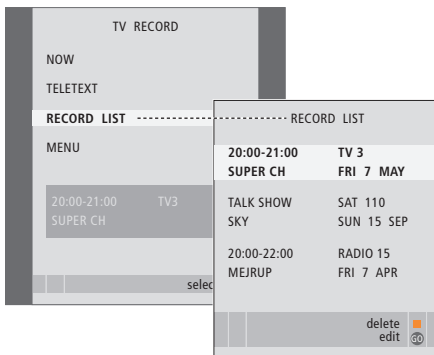 TV RECORD
NOW
TELETEXT
RECORD LIST
MENU
20:00-21:00 TV3
SUPER CH
RECORD LIST
20:00-21:00 TV 3
SUPER CH FRI 7 MAY
TALK SHOW SAT 110
SKY SUN 15 SEP
20:00-22:00 RADIO 15
MEJRUP FRI 7 APR
delete
edit GO